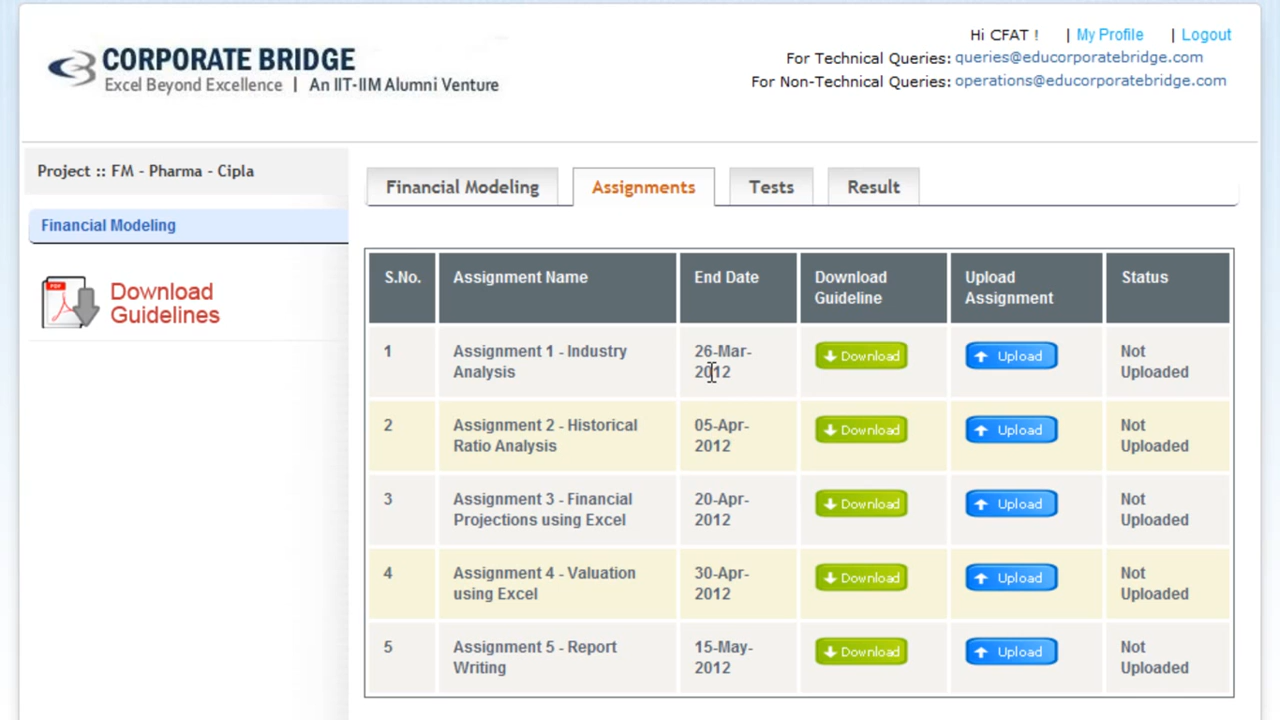 Hi CFAT ! | My Profile | Logout
CORPORATE BRIDGE
Excel Beyond Excellence | An IIT-IIM Alumni Venture
For Technical Queries: queries@educorporatebridge.com
For Non-Technical Queries: operations@educorporatebridge.com
Project :: FM - Pharma - Cipla
Financial Modeling
PDF
Download
Guidelines
Financial Modeling Assignments Tests Result
S.No. Assignment Name End Date Download Upload Status
Guideline Assignment
1 Assignment 1 - Industry 26-Mar- Download Upload Not
Analysis 2012 Uploaded
2 Assignment 2 - Historical 05-Apr- Download Upload Not
Ratio Analysis 2012 Uploaded
3 Assignment 3 - Financial 20-Apr- Download Upload Not
Projections using Excel 2012 Uploaded
4 Assignment 4 - Valuation 30-Apr- Download Upload Not
using Excel 2012 Uploaded
5 Assignment 5 - Report 15-May- Download Upload Not
Writing 2012 Uploaded